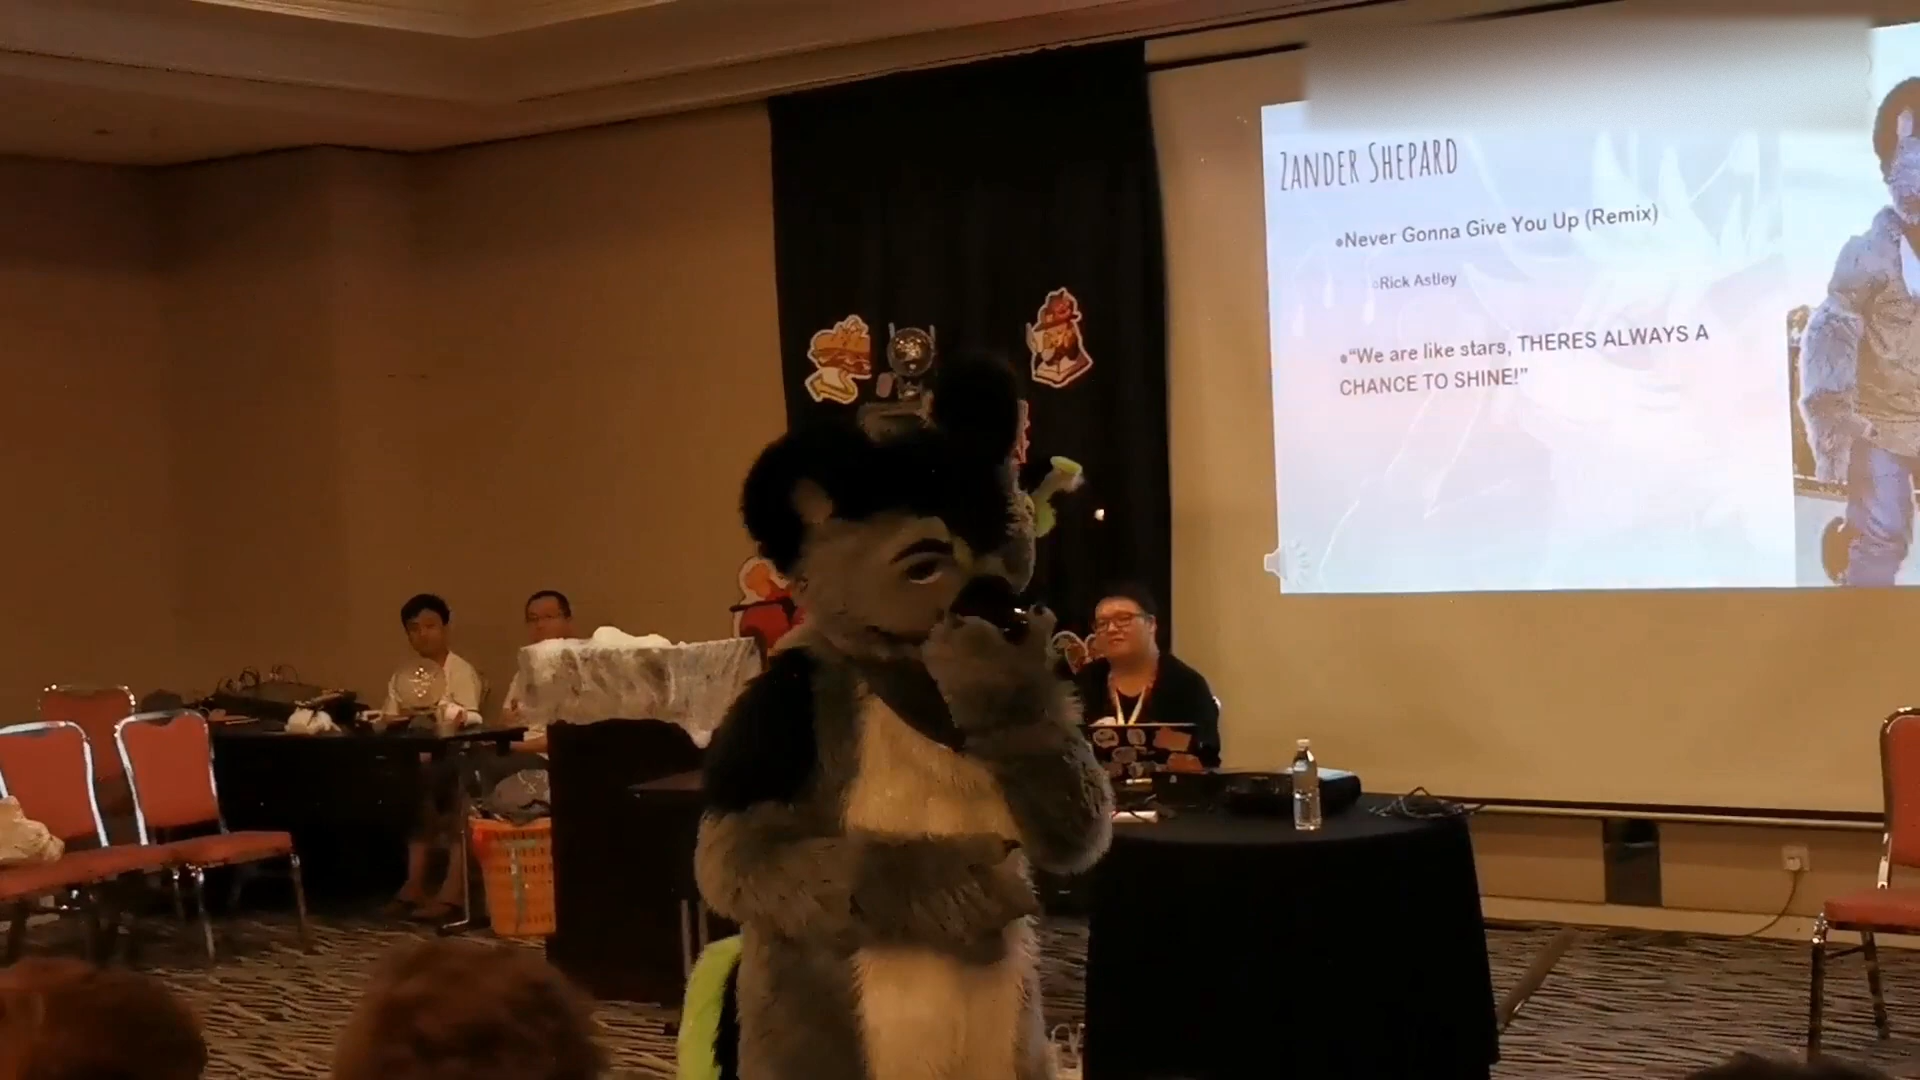 ZANDER SHEPARD
•Never Gonna Give You Up (Remix)
○Rick Astley
•“We are like stars, THERES ALWAYS A
CHANCE TO SHINE!”